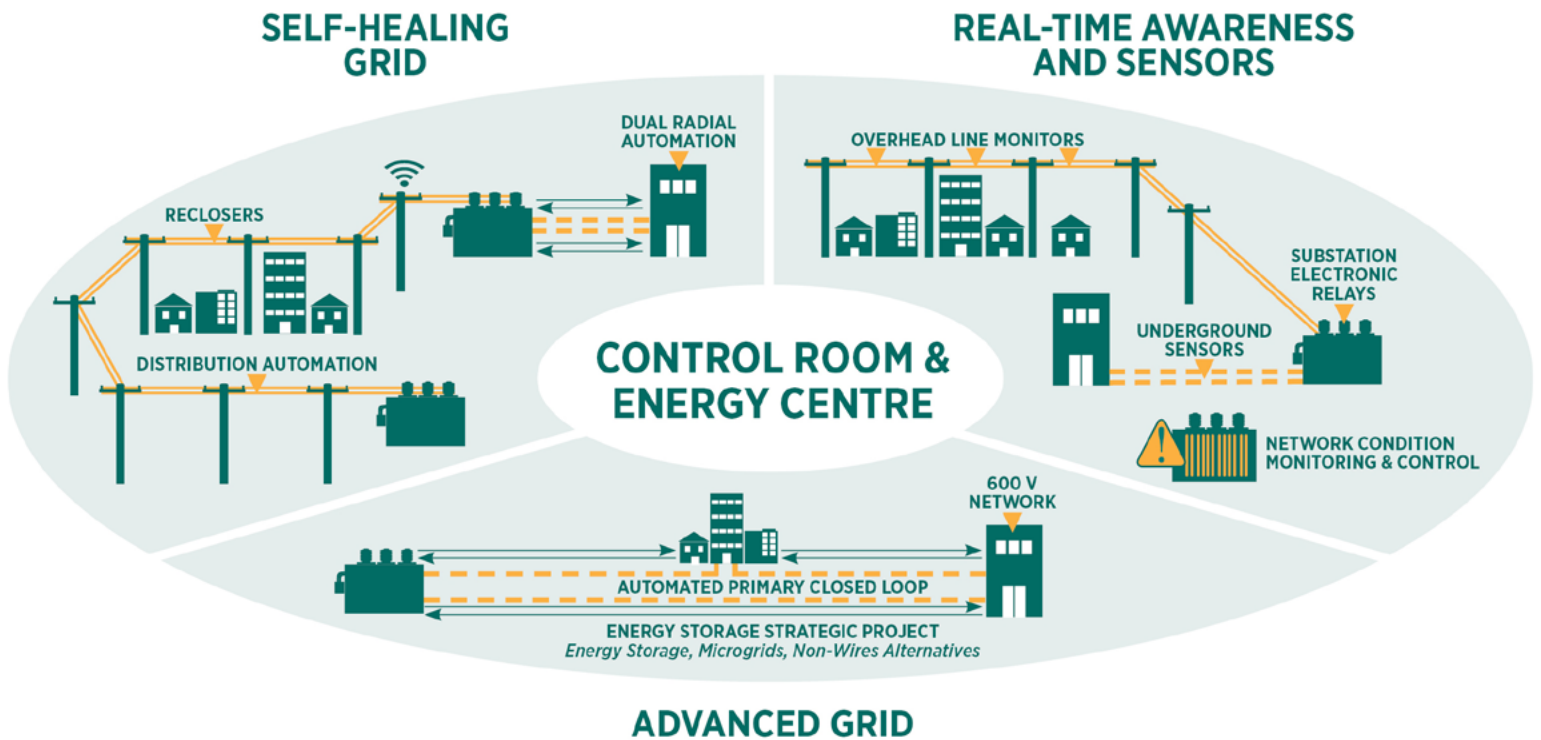 SELF-HEALING
GRID
REAL-TIME AWARENESS
AND SENSORS
DUAL RADIAL
AUTOMATION
RECLOSERS
DISTRIBUTION AUTOMATION
OVERHEAD LINE MONITORS
SUBSTATION
ELECTRONIC
RELAYS
UNDERGROUND
SENSORS
NETWORK CONDITION
MONITORING & CONTROL
CONTROL ROOM &
ENERGY CENTRE
600 V
NETWORK
AUTOMATED PRIMARY CLOSED LOOP
ENERGY STORAGE STRATEGIC PROJECT
Energy Storage, Microgrids, Non-Wires Alternatives
ADVANCED GRID